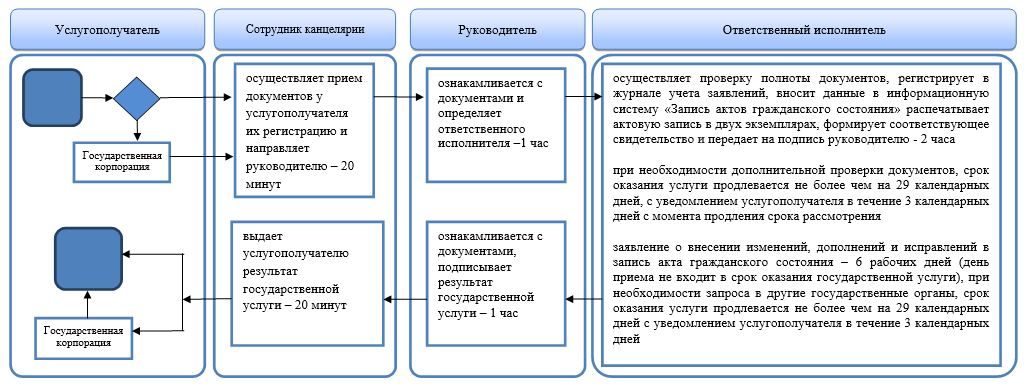 Услугополучатель
Сотрудник канцелярии
Руководитель
Ответственный исполнитель
Государственная
корпорация
осуществляет прием
документов у
услугополучателя
их регистрацию и
направляет
руководителю – 20
минут
ознакамливается с
документами и
определяет
ответственного
исполнителя –1 час
осуществляет проверку полноты документов, регистрирует в
журнале учета заявлений, вносит данные в информационную
систему «Запись актов гражданского состояния» распечатывает
актовую запись в двух экземплярах, формирует соответствующее
свидетельство и передает на подпись руководителю - 2 часа
при необходимости дополнительной проверки документов, срок
оказания услуги продлевается не более чем на 29 календарных
дней, с уведомлением услугополучателя в течение 3 календарных
дней с момента продления срока рассмотрения
заявление о внесении изменений, дополнений и исправлений в
запись акта гражданского состояния – 6 рабочих дней (день
приема не входит в срок оказания государственной услуги), при
необходимости запроса в другие государственные органы, срок
оказания услуги продлевается не более чем на 29 календарных
дней с уведомлением услугополучателя в течение 3 календарных
дней
ознакамливается с
документами,
подписывает
результат
государственной
услуги – 1 час
выдает
услугополучателю
результат
государственной
услуги – 20 минут
Государственная
корпорация